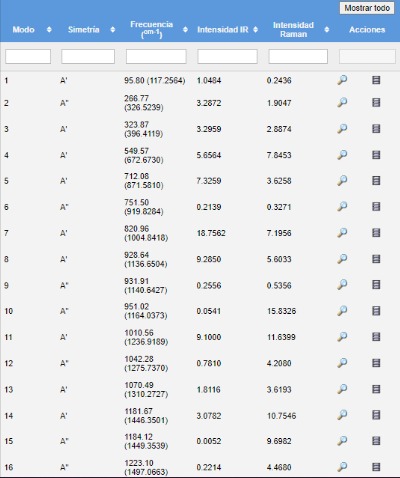 Mostrar todo
Modo Simetría Frecuencia (cm-1) Intensidad IR Intensidad Raman Acciones
1 A' 95.80 (117.2564) 1.0484 0.2436
2 A" 266.77 (326.5239) 3.2872 1.9047
3 A' 323.87 (396.4119) 3.2959 2.8874
4 A' 549.57 (672.6730) 5.6564 7.8453
5 A' 712.08 (871.5810) 7.3259 3.6258
6 A" 751.50 (919.8284) 0.2139 0.3271
7 A' 820.96 (1004.8418) 18.7562 7.1956
8 A' 928.64 (1136.6504) 9.2850 5.6033
9 A" 931.91 (1140.6427) 0.2556 0.5356
10 A" 951.02 (1164.0373) 0.0541 15.8326
11 A' 1010.56 (1236.9189) 9.1000 11.6399
12 A" 1042.28 (1275.7370) 0.7810 4.2080
13 A' 1070.49 (1310.2727) 1.8116 3.6193
14 A' 1181.67 (1446.3501) 3.0782 10.7546
15 A" 1184.12 (1449.3539) 0.0052 9.6982
16 A" 1223.10 (1497.0663) 0.2214 4.4680